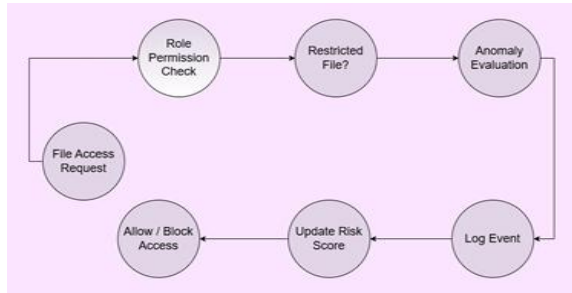 Role
Permission
Check
Restricted
File?
Anomaly
Evaluation
File Access
Request
Allow / Block
Access
Update Risk
Score
Log Event